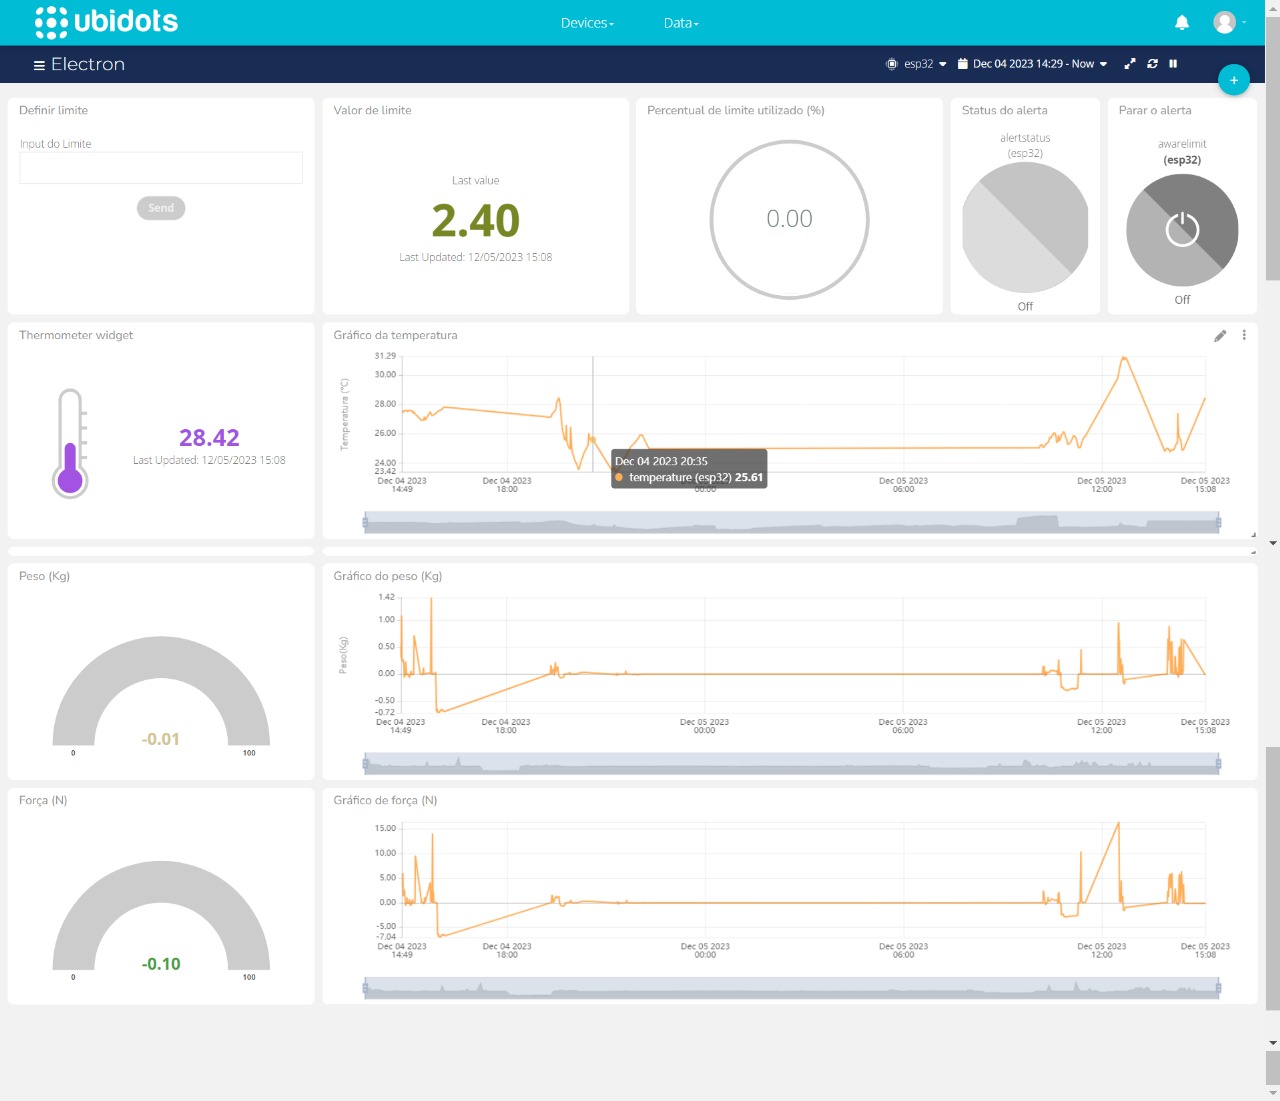 ubidots
Devices
Data
Electron
esp32
Dec 04 2023 14:29 - Now
+
Definir limite
Input do Limite
Send
Valor de limite
Last value
2.40
Last Updated: 12/05/2023 15:08
Percentual de limite utilizado (%)
0.00
Status do alerta
alertstatus
(esp32)
Off
Parar o alerta
awarelimit
(esp32)
Off
Thermometer widget
28.42
Last Updated: 12/05/2023 15:08
Gráfico da temperatura
Temperatura (°C)
31.29
30.00
28.00
26.00
24.00
23.42
Dec 04 2023 20:35
temperature (esp32) 25.61
Dec 04 2023 Dec 04 2023 Dec 05 2023 Dec 05 2023 Dec 05 2023
14:49 18:00 00:00 06:00 12:00 15:08
Peso (Kg)
-0.01
0 100
Gráfico do peso (Kg)
Peso(Kg)
1.42
1.00
0.50
0.00
-0.50
-0.72
Dec 04 2023 Dec 04 2023 Dec 05 2023 Dec 05 2023 Dec 05 2023 Dec 05 2023
14:49 18:00 00:00 06:00 12:00 15:08
Força (N)
-0.10
0 100
Gráfico de força (N)
15.00
10.00
5.00
0.00
-5.00
-7.04
Dec 04 2023 Dec 04 2023 Dec 05 2023 Dec 05 2023 Dec 05 2023 Dec 05 2023
14:49 18:00 00:00 06:00 12:00 15:08